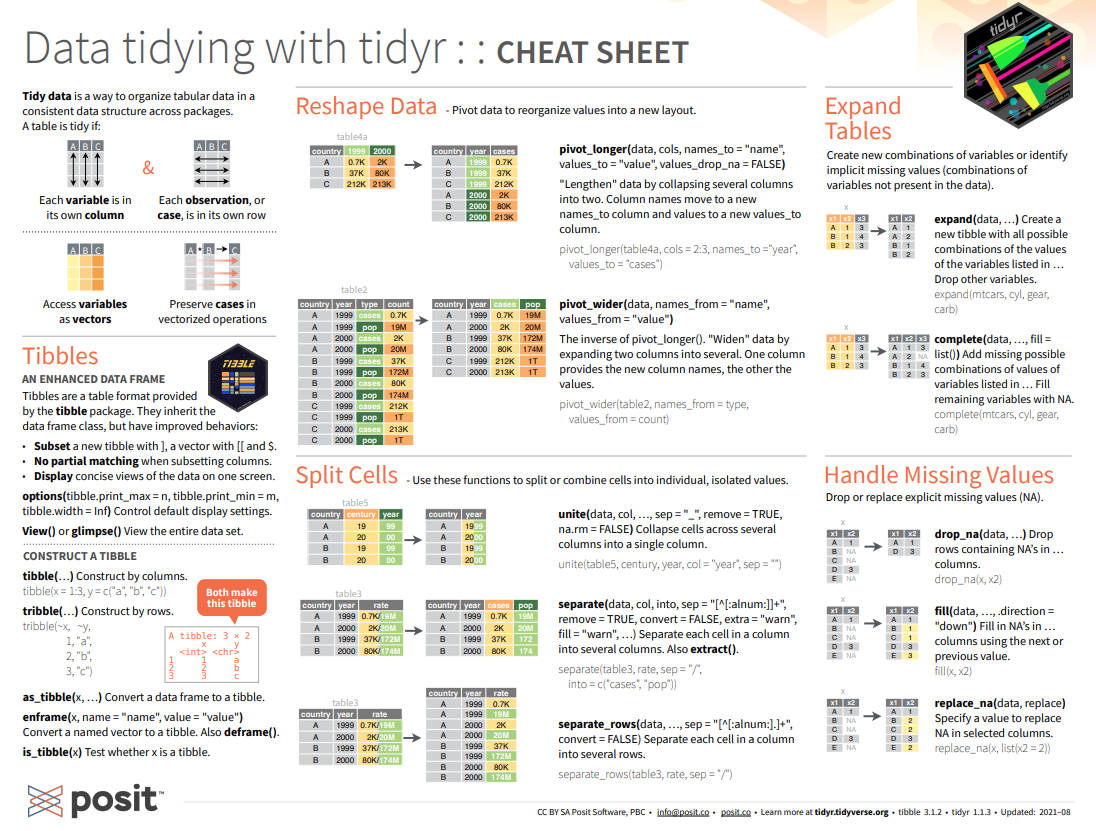 Data tidying with tidyr : : CHEAT SHEET
tidyr
Tidy data is a way to organize tabular data in a
consistent data structure across packages.
A table is tidy if:
A B C
&
A B C
Each variable is in
its own column
Each observation, or
case, is in its own row
A B C
A * B → C
Access variables
as vectors
Preserve cases in
vectorized operations
Tibbles
TIBBLE
AN ENHANCED DATA FRAME
Tibbles are a table format provided
by the tibble package. They inherit the
data frame class, but have improved behaviors:
• Subset a new tibble with ], a vector with [[ and $.
• No partial matching when subsetting columns.
• Display concise views of the data on one screen.
options(tibble.print_max = n, tibble.print_min = m,
tibble.width = Inf) Control default display settings.
View() or glimpse() View the entire data set.
CONSTRUCT A TIBBLE
tibble(…) Construct by columns.
tibble(x = 1:3, y = c("a", "b", "c"))
tribble(…) Construct by rows.
tribble(~x, ~y,
1, "a",
2, "b",
3, "c")
Both make
this tibble
A tibble: 3 × 2
x y
<int> <chr>
1 1 a
2 2 b
3 3 c
as_tibble(x, …) Convert a data frame to a tibble.
enframe(x, name = "name", value = "value")
Convert a named vector to a tibble. Also deframe().
is_tibble(x) Test whether x is a tibble.
Reshape Data - Pivot data to reorganize values into a new layout.
table4a
country 1999 2000
A 0.7K 2K
B 37K 80K
C 212K 213K
country year cases
A 1999 0.7K
B 1999 37K
C 1999 212K
A 2000 2K
B 2000 80K
C 2000 213K
pivot_longer(data, cols, names_to = "name",
values_to = "value", values_drop_na = FALSE)
"Lengthen" data by collapsing several columns
into two. Column names move to a new
names_to column and values to a new values_to
column.
pivot_longer(table4a, cols = 2:3, names_to ="year",
values_to = "cases")
table2
country year type count
A 1999 cases 0.7K
A 1999 pop 19M
A 2000 cases 2K
A 2000 pop 20M
B 1999 cases 37K
B 1999 pop 172M
B 2000 cases 80K
B 2000 pop 174M
C 1999 cases 212K
C 1999 pop 1T
C 2000 cases 213K
C 2000 pop 1T
country year cases pop
A 1999 0.7K 19M
A 2000 2K 20M
B 1999 37K 172M
B 2000 80K 174M
C 1999 212K 1T
C 2000 213K 1T
pivot_wider(data, names_from = "name",
values_from = "value")
The inverse of pivot_longer(). "Widen" data by
expanding two columns into several. One column
provides the new column names, the other the
values.
pivot_wider(table2, names_from = type,
values_from = count)
Split Cells - Use these functions to split or combine cells into individual, isolated values.
table5
country century year
A 19 99
A 20 00
B 19 99
B 20 00
country year
A 1999
A 2000
B 1999
B 2000
unite(data, col, …, sep = "_", remove = TRUE,
na.rm = FALSE) Collapse cells across several
columns into a single column.
unite(table5, century, year, col = "year", sep = "")
table3
country year rate
A 1999 0.7K/19M
A 2000 2K/20M
B 1999 37K/172M
B 2000 80K/174M
country year cases pop
A 1999 0.7K 19M
A 2000 2K 20M
B 1999 37K 172
B 2000 80K 174
separate(data, col, into, sep = "[^[:alnum:]]+",
remove = TRUE, convert = FALSE, extra = "warn",
fill = "warn", …) Separate each cell in a column
into several columns. Also extract().
separate(table3, rate, sep = "/",
into = c("cases", "pop"))
table3
country year rate
A 1999 0.7K/19M
A 2000 2K/20M
B 1999 37K/172M
B 2000 80K/174M
country year rate
A 1999 0.7K
A 1999 19M
A 2000 2K
A 2000 20M
B 1999 37K
B 1999 172M
B 2000 80K
B 2000 174M
separate_rows(data, …, sep = "[^[:alnum:].]+",
convert = FALSE) Separate each cell in a column
into several rows.
separate_rows(table3, rate, sep = "/")
Expand
Tables
Create new combinations of variables or identify
implicit missing values (combinations of
variables not present in the data).
x
x1 x2 x3
A 1 3
B 1 4
B 2 3
x1 x2
A 1
A 2
B 1
B 2
expand(data, …) Create a
new tibble with all possible
combinations of the values
of the variables listed in …
Drop other variables.
expand(mtcars, cyl, gear,
carb)
x
x1 x2 x3
A 1 3
B 1 4
B 2 3
x1 x2 x3
A 1 3
A 2 NA
B 1 4
B 2 3
complete(data, …, fill =
list()) Add missing possible
combinations of values of
variables listed in … Fill
remaining variables with NA.
complete(mtcars, cyl, gear,
carb)
Handle Missing Values
Drop or replace explicit missing values (NA).
x
x1 x2
A 1
B NA
C NA
D 3
E NA
x1 x2
A 1
D 3
drop_na(data, …) Drop
rows containing NA's in …
columns.
drop_na(x, x2)
x
x1 x2
A 1
B NA
C NA
D 3
E NA
x1 x2
A 1
B 1
C 1
D 3
E 3
fill(data, …, .direction =
"down") Fill in NA's in …
columns using the next or
previous value.
fill(x, x2)
x
x1 x2
A 1
B NA
C NA
D 3
E NA
x1 x2
A 1
B 2
C 2
D 3
E 2
replace_na(data, replace)
Specify a value to replace
NA in selected columns.
replace_na(x, list(x2 = 2))
posit™
CC BY SA Posit Software, PBC • info@posit.co • posit.co • Learn more at tidyr.tidyverse.org • tibble 3.1.2 • tidyr 1.1.3 • Updated: 2021–08